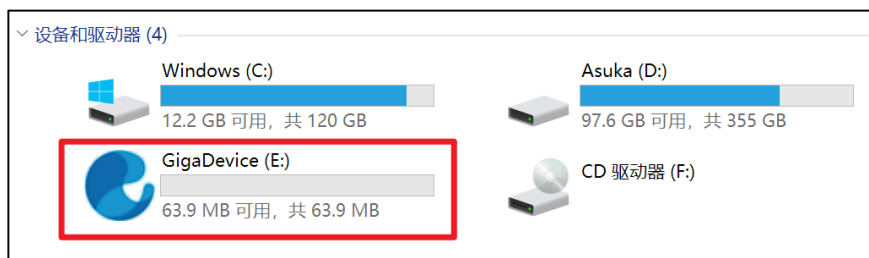 设备和驱动器 (4)
Windows (C:)
12.2 GB 可用，共 120 GB
Asuka (D:)
97.6 GB 可用，共 355 GB
GigaDevice (E:)
63.9 MB 可用，共 63.9 MB
CD 驱动器 (F:)